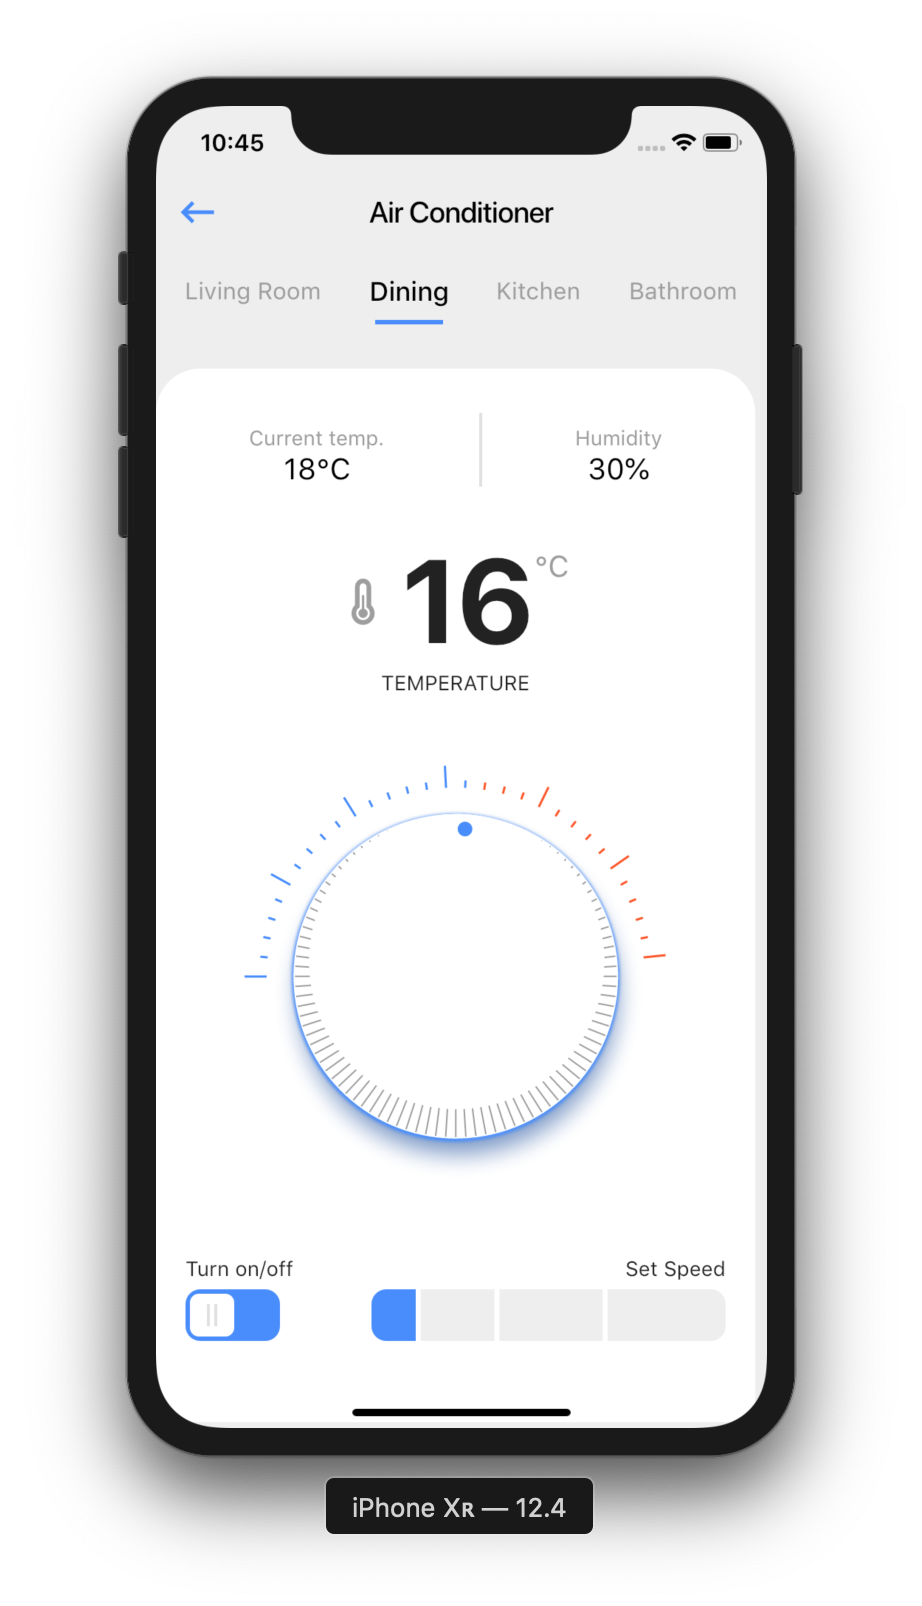 10:45
Air Conditioner
Living Room Dining Kitchen Bathroom
Current temp. Humidity
18°C 30%
16 °C
TEMPERATURE
Turn on/off Set Speed
iPhone Xʀ — 12.4